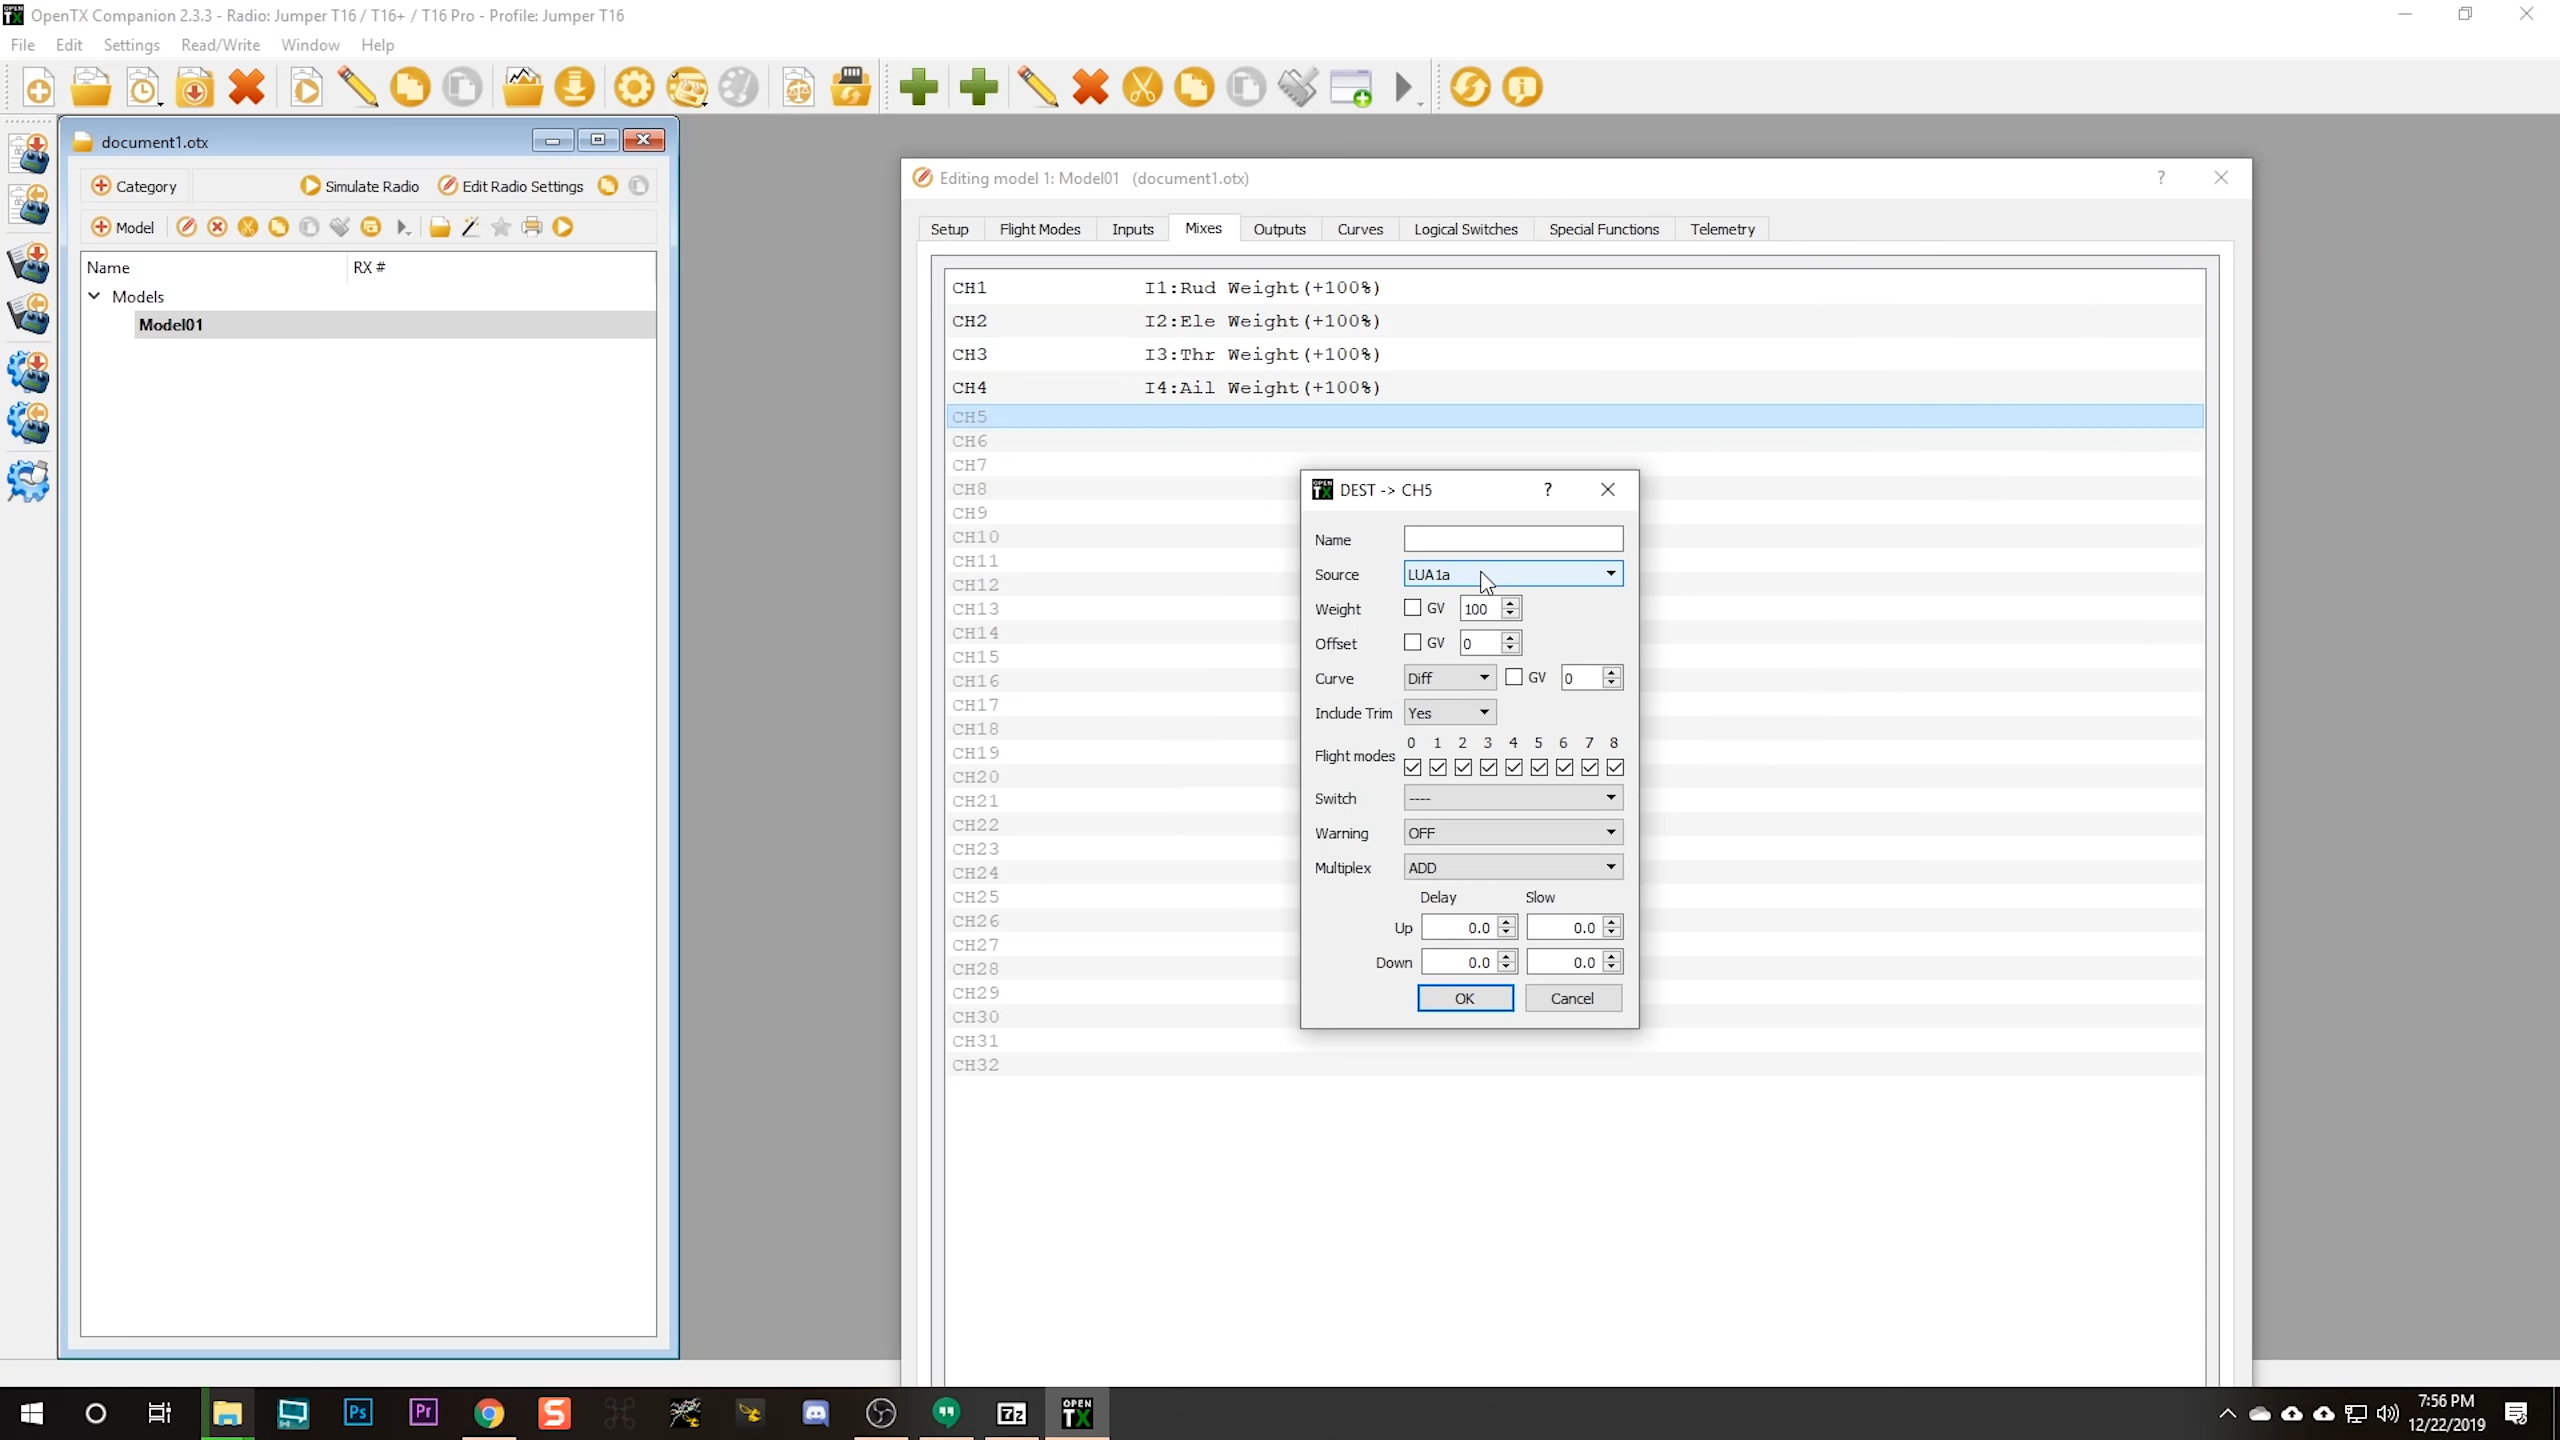 OpenTX Companion 2.3.3 - Radio: Jumper T16 / T16+ / T16 Pro - Profile: Jumper T16
File Edit Settings Read/Write Window Help
document1.otx
Category Simulate Radio Edit Radio Settings
Model
Name RX #
Models
Model01
Editing model 1: Model01 (document1.otx)
Setup Flight Modes Inputs Mixes Outputs Curves Logical Switches Special Functions Telemetry
CH1 I1:Rud Weight(+100%)
CH2 I2:Ele Weight(+100%)
CH3 I3:Thr Weight(+100%)
CH4 I4:Ail Weight(+100%)
CH5
CH6
CH7
CH8
CH9
CH10
CH11
CH12
CH13
CH14
CH15
CH16
CH17
CH18
CH19
CH20
CH21
CH22
CH23
CH24
CH25
CH26
CH27
CH28
CH29
CH30
CH31
CH32
OPEN TX DEST -> CH5 ?
Name
Source LUA1a
Weight GV 100
Offset GV 0
Curve Diff GV 0
Include Trim Yes
0 1 2 3 4 5 6 7 8
Flight modes
Switch ----
Warning OFF
Multiplex ADD
Delay Slow
Up 0.0 0.0
Down 0.0 0.0
OK Cancel
Ps Pr S 7z OPEN TX
7:56 PM
12/22/2019